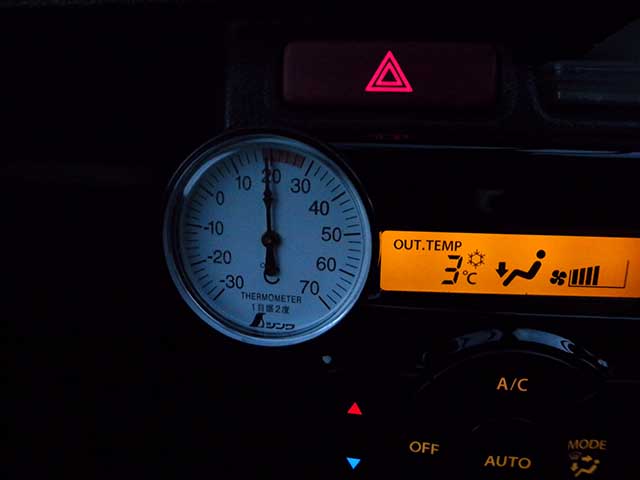 -30 -20 -10 0 10 20 30 40 50 60 70
°C
THERMOMETER
1目盛2度
シンワ
OUT.TEMP
3°C
A/C
OFF
AUTO
MODE